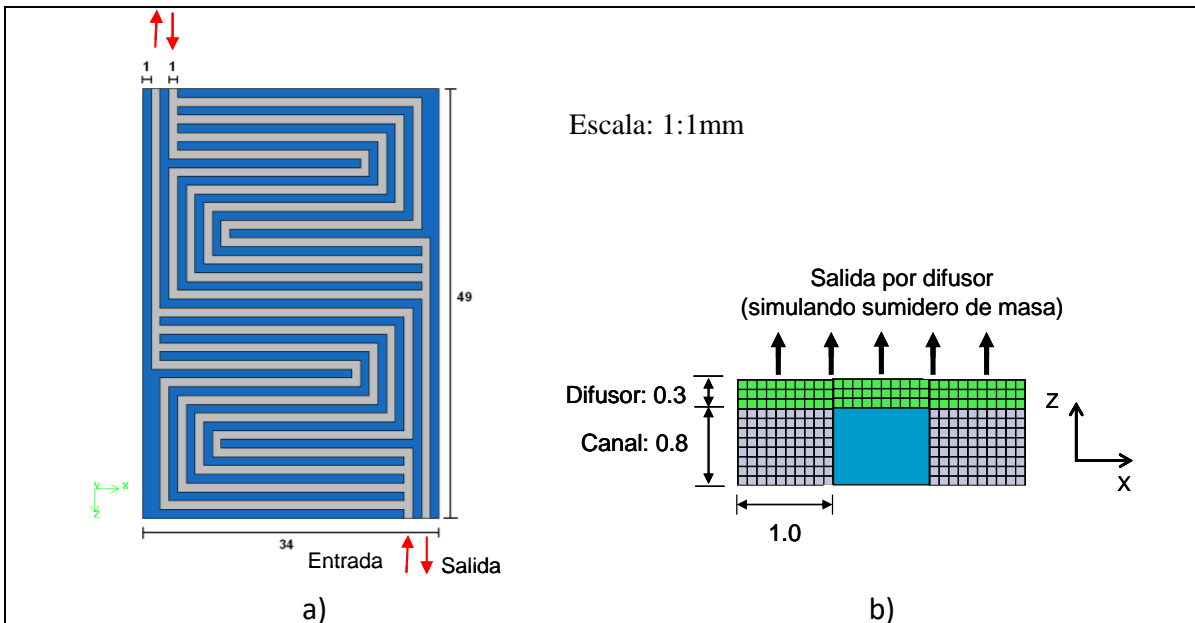 1 1
Escala: 1:1mm
49
34
Entrada
Salida
Salida por difusor
(simulando sumidero de masa)
Difusor: 0.3
Canal: 0.8
1.0
Z
X
x
z
a)
b)